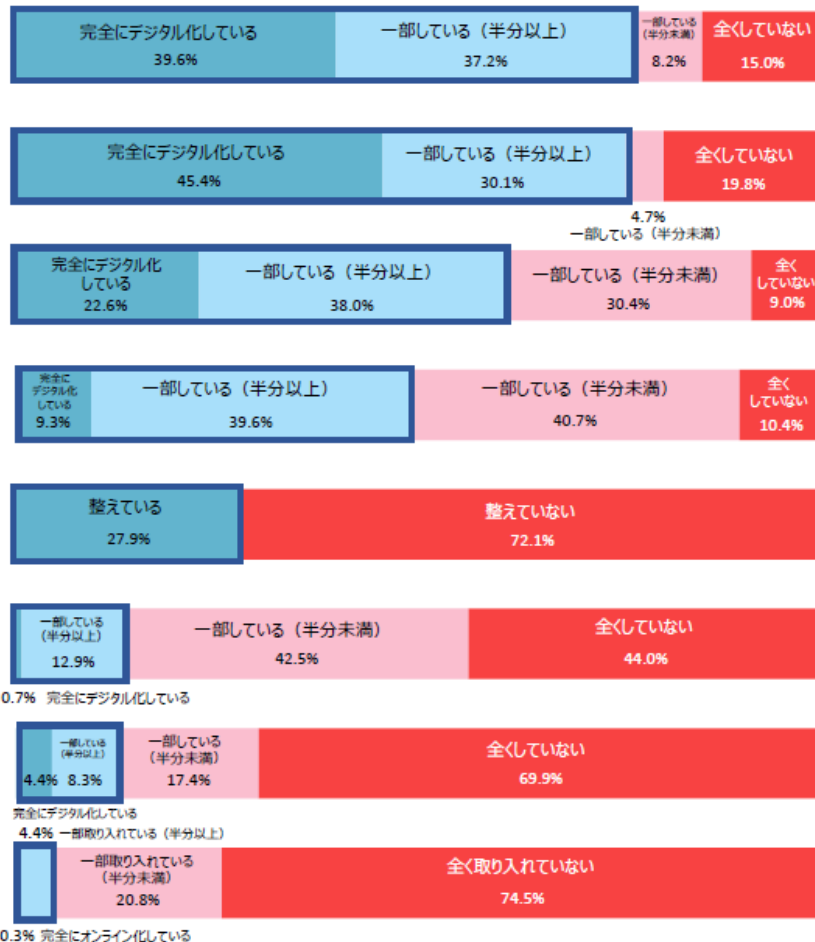 完全にデジタル化している
39.6%
一部している（半分以上）
37.2%
一部している
（半分未満）
8.2%
全くしていない
15.0%
完全にデジタル化している
45.4%
一部している（半分以上）
30.1%
全くしていない
19.8%
4.7%
一部している（半分未満）
完全にデジタル化
している
22.6%
一部している（半分以上）
38.0%
一部している（半分未満）
30.4%
全く
していない
9.0%
完全に
デジタル化
している
9.3%
一部している（半分以上）
39.6%
一部している（半分未満）
40.7%
全く
していない
10.4%
整えている
27.9%
整えていない
72.1%
一部している
（半分以上）
12.9%
一部している（半分未満）
42.5%
全くしていない
44.0%
0.7% 完全にデジタル化している
4.4%
一部している
（半分以上）
8.3%
一部している
（半分未満）
17.4%
全くしていない
69.9%
完全にデジタル化している
4.4% 一部取り入れている（半分以上）
一部取り入れている
（半分未満）
20.8%
全く取り入れていない
74.5%
0.3% 完全にオンライン化している